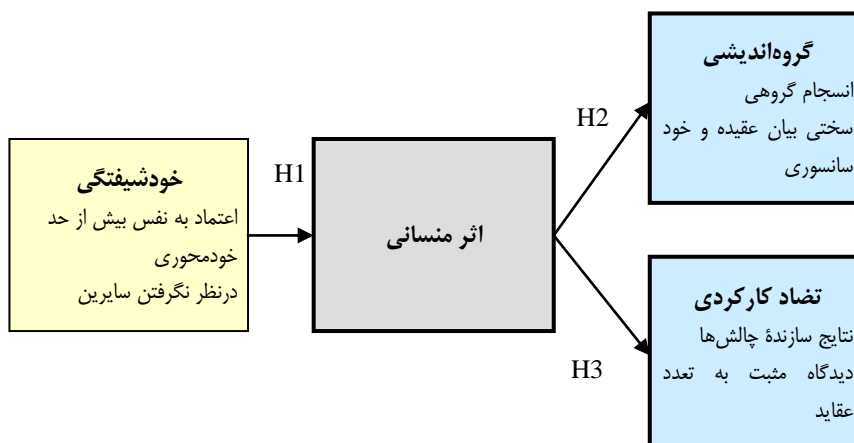 خودشیفتگی
اعتماد به نفس بیش از حد
خودمحوری
درنظر نگرفتن سایرین
H1
اثر منسانی
H2
گروه‌اندیشی
انسجام گروهی
سختی بیان عقیده و خود
سانسوری
H3
تضاد کارکردی
نتایج سازندۀ چالش‌ها
دیدگاه مثبت به تعدد
عقاید